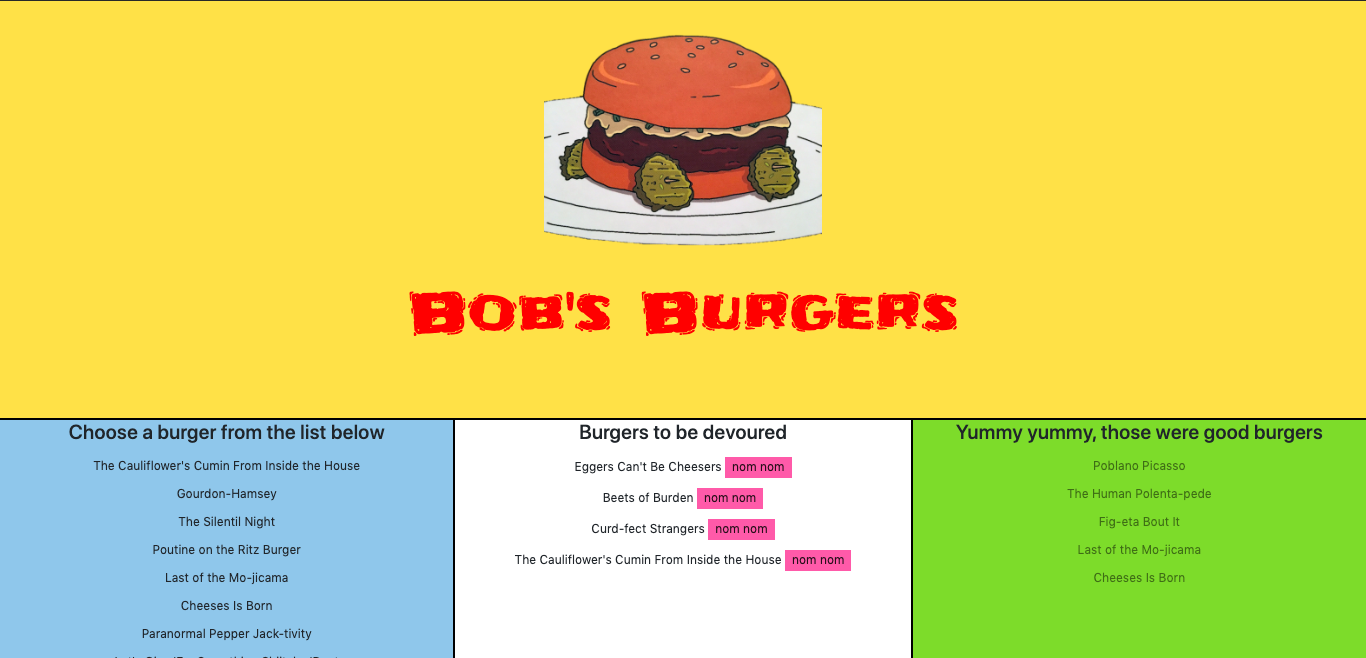 Bob's Burgers
Choose a burger from the list below
The Cauliflower's Cumin From Inside the House
Gourdon-Hamsey
The Silentil Night
Poutine on the Ritz Burger
Last of the Mo-jicama
Cheeses Is Born
Paranormal Pepper Jack-tivity
Burgers to be devoured
Eggers Can't Be Cheesers nom nom
Beets of Burden nom nom
Curd-fect Strangers nom nom
The Cauliflower's Cumin From Inside the House nom nom
Yummy yummy, those were good burgers
Poblano Picasso
The Human Polenta-pede
Fig-eta Bout It
Last of the Mo-jicama
Cheeses Is Born